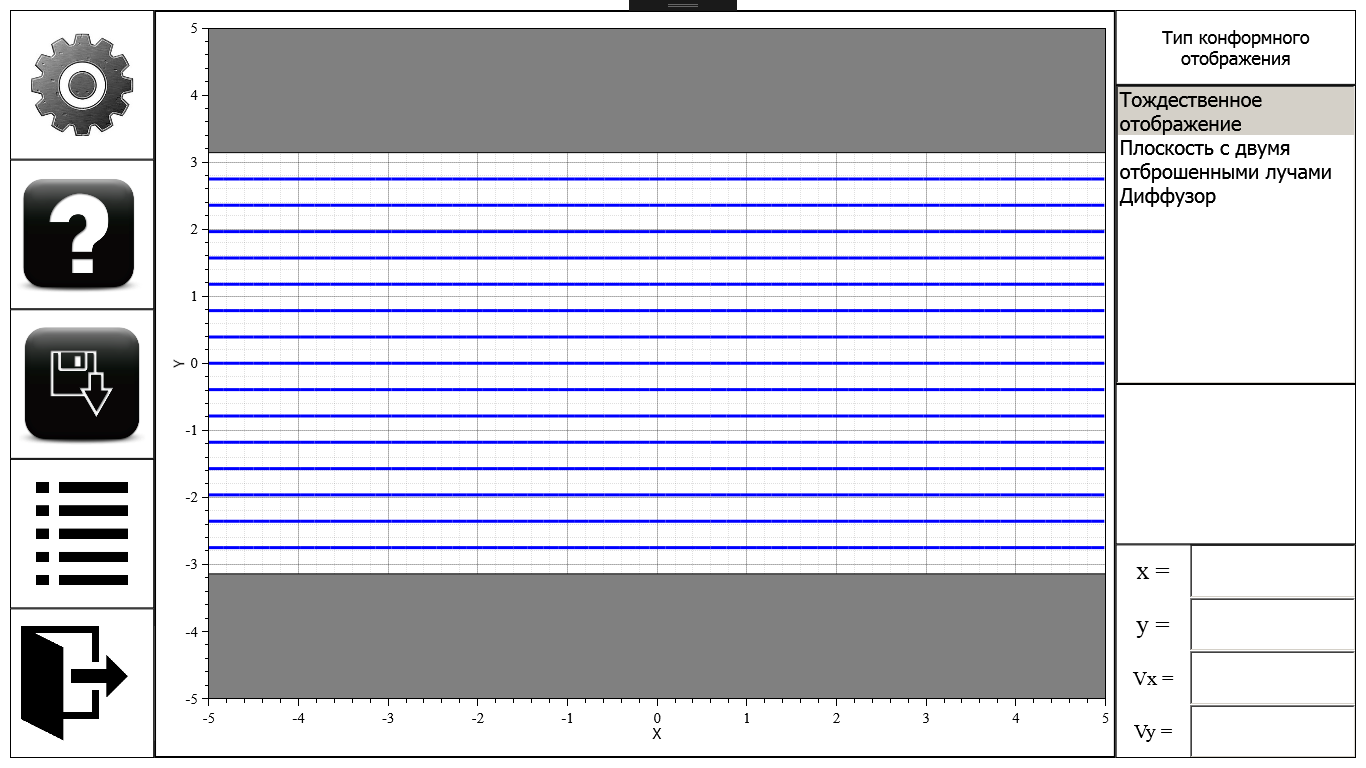 Тип конформного
отображения
Тождественное
отображение
Плоскость с двумя
отброшенными лучами
Диффузор
5
4
3
2
1
Y 0
-1
-2
-3
-4
-5
-5 -4 -3 -2 -1 0 1 2 3 4 5
X
x =
y =
Vx =
Vy =